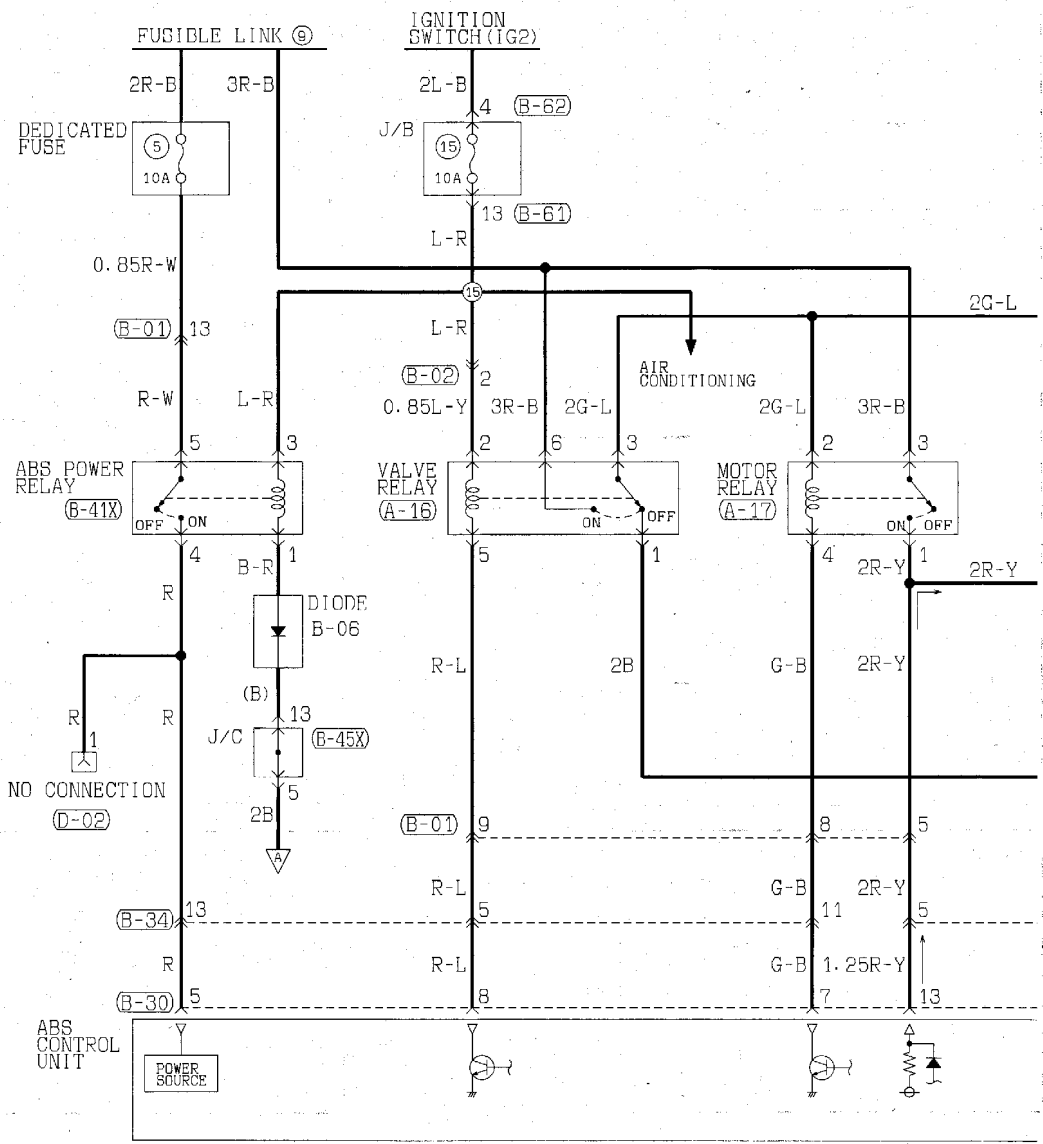 FUSIBLE LINK ⑨
IGNITION
SWITCH(IG2)
2R-B
3R-B
2L-B
4
B-62
DEDICATED
FUSE
5
10A
J/B
15
10A
13
B-61
L-R
0.85R-W
15
2G-L
B-01
13
L-R
AIR
CONDITIONING
B-02
2
R-W
L-R
0.85L-Y
3R-B
2G-L
2G-L
3R-B
5
3
2
6
3
2
3
ABS POWER
RELAY
B-41X
OFF
ON
VALVE
RELAY
A-16
ON
OFF
MOTOR
RELAY
A-17
ON
OFF
4
1
5
1
4
1
B-R
2R-Y
2R-Y
R
DIODE
B-06
R-L
2B
G-B
2R-Y
(B)
R
R
13
J/C
B-45X
1
NO CONNECTION
D-02
5
2B
A
B-01
9
8
5
R-L
G-B
2R-Y
B-34
13
5
11
5
R
R-L
G-B
1.25R-Y
B-30
5
8
7
13
ABS
CONTROL
UNIT
POWER
SOURCE